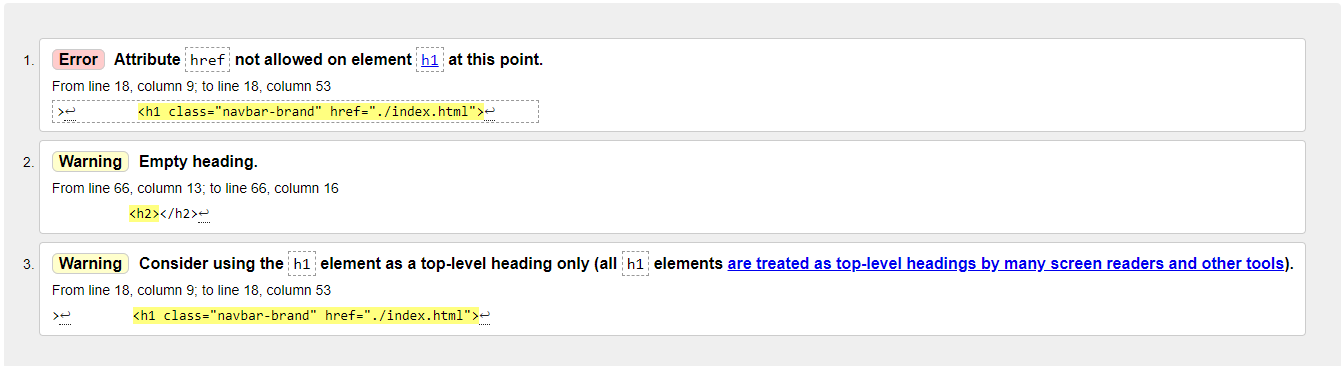 1. Error Attribute href not allowed on element h1 at this point.
From line 18, column 9; to line 18, column 53
>↩ <h1 class="navbar-brand" href="./index.html">↩
2. Warning Empty heading.
From line 66, column 13; to line 66, column 16
<h2></h2>↩
3. Warning Consider using the h1 element as a top-level heading only (all h1 elements are treated as top-level headings by many screen readers and other tools).
From line 18, column 9; to line 18, column 53
>↩ <h1 class="navbar-brand" href="./index.html">↩